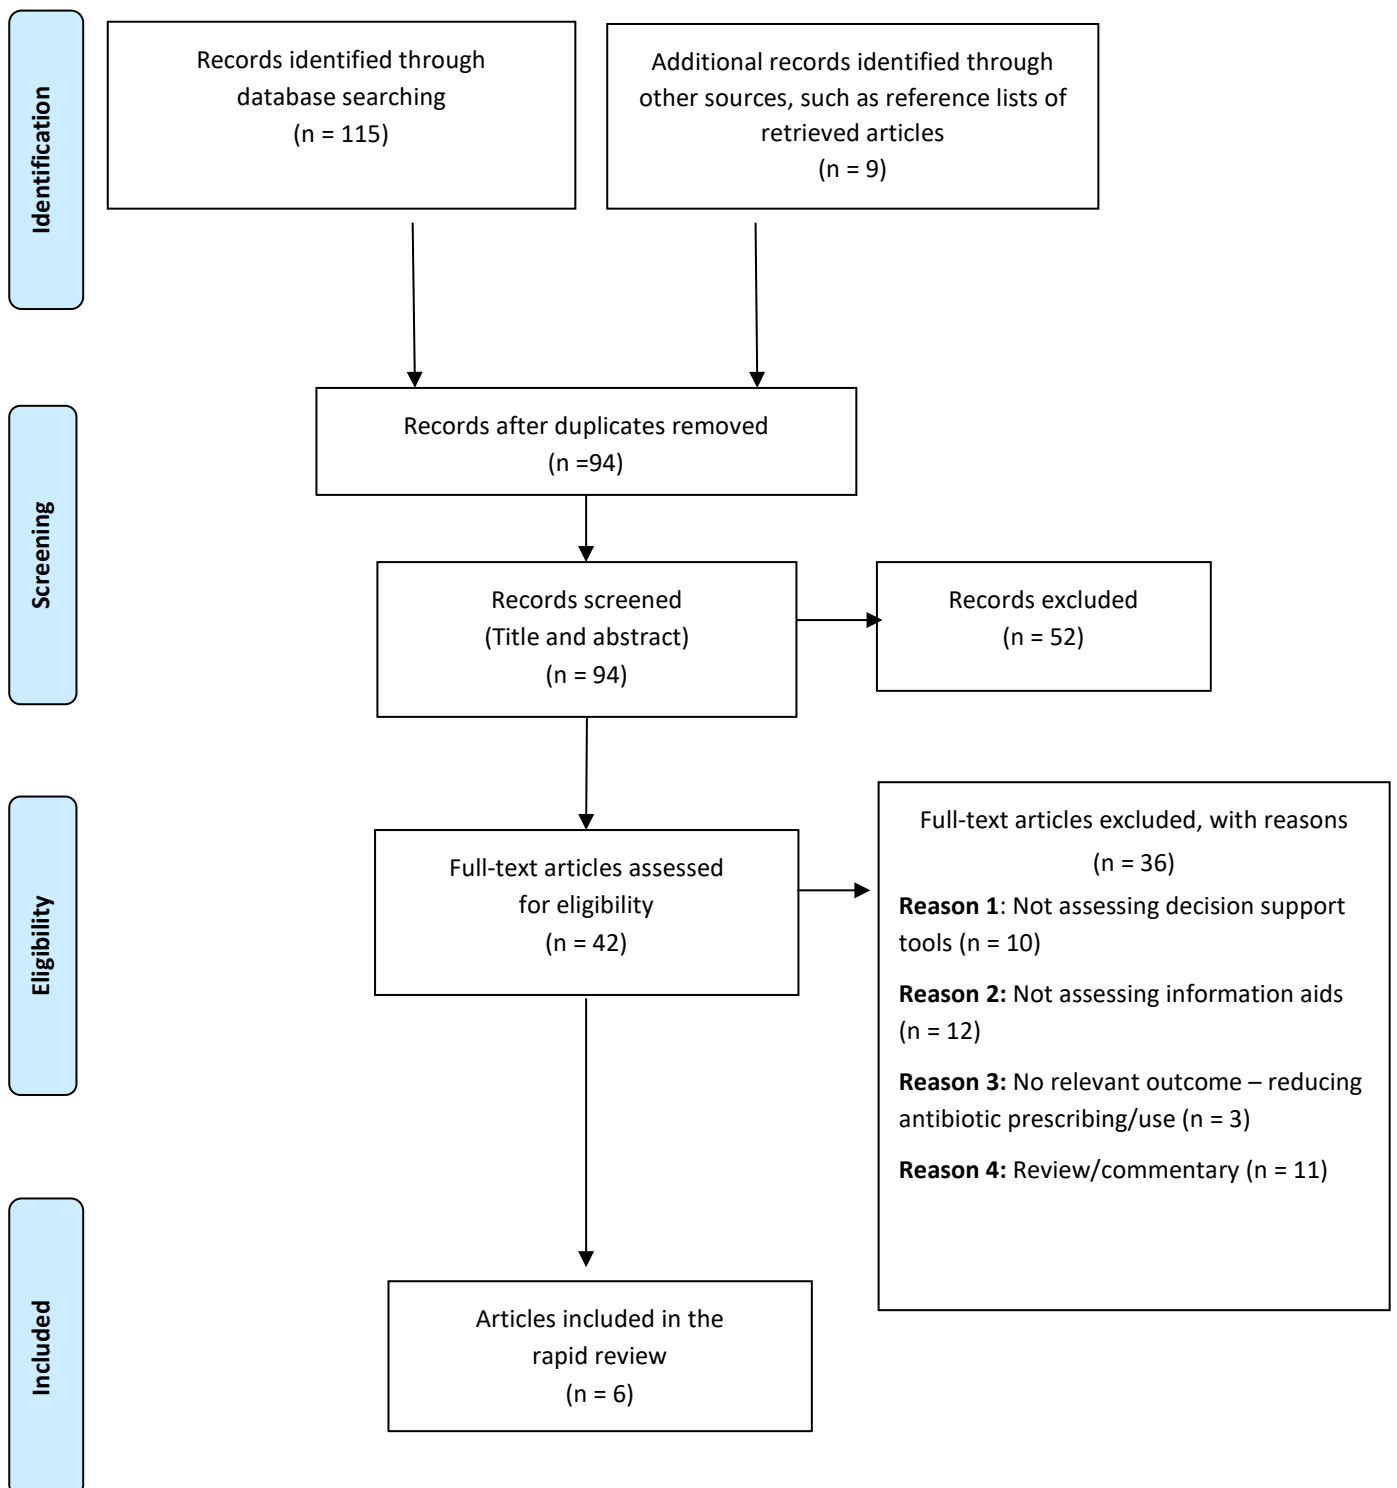 Identification
Records identified through
database searching
(n = 115)
Additional records identified through
other sources, such as reference lists of
retrieved articles
(n = 9)
Screening
Records after duplicates removed
(n =94)
Records screened
(Title and abstract)
(n = 94)
Records excluded
(n = 52)
Eligibility
Full-text articles assessed
for eligibility
(n = 42)
Full-text articles excluded, with reasons
(n = 36)
Reason 1: Not assessing decision support
tools (n = 10)
Reason 2: Not assessing information aids
(n = 12)
Reason 3: No relevant outcome – reducing
antibiotic prescribing/use (n = 3)
Reason 4: Review/commentary (n = 11)
Included
Articles included in the
rapid review
(n = 6)